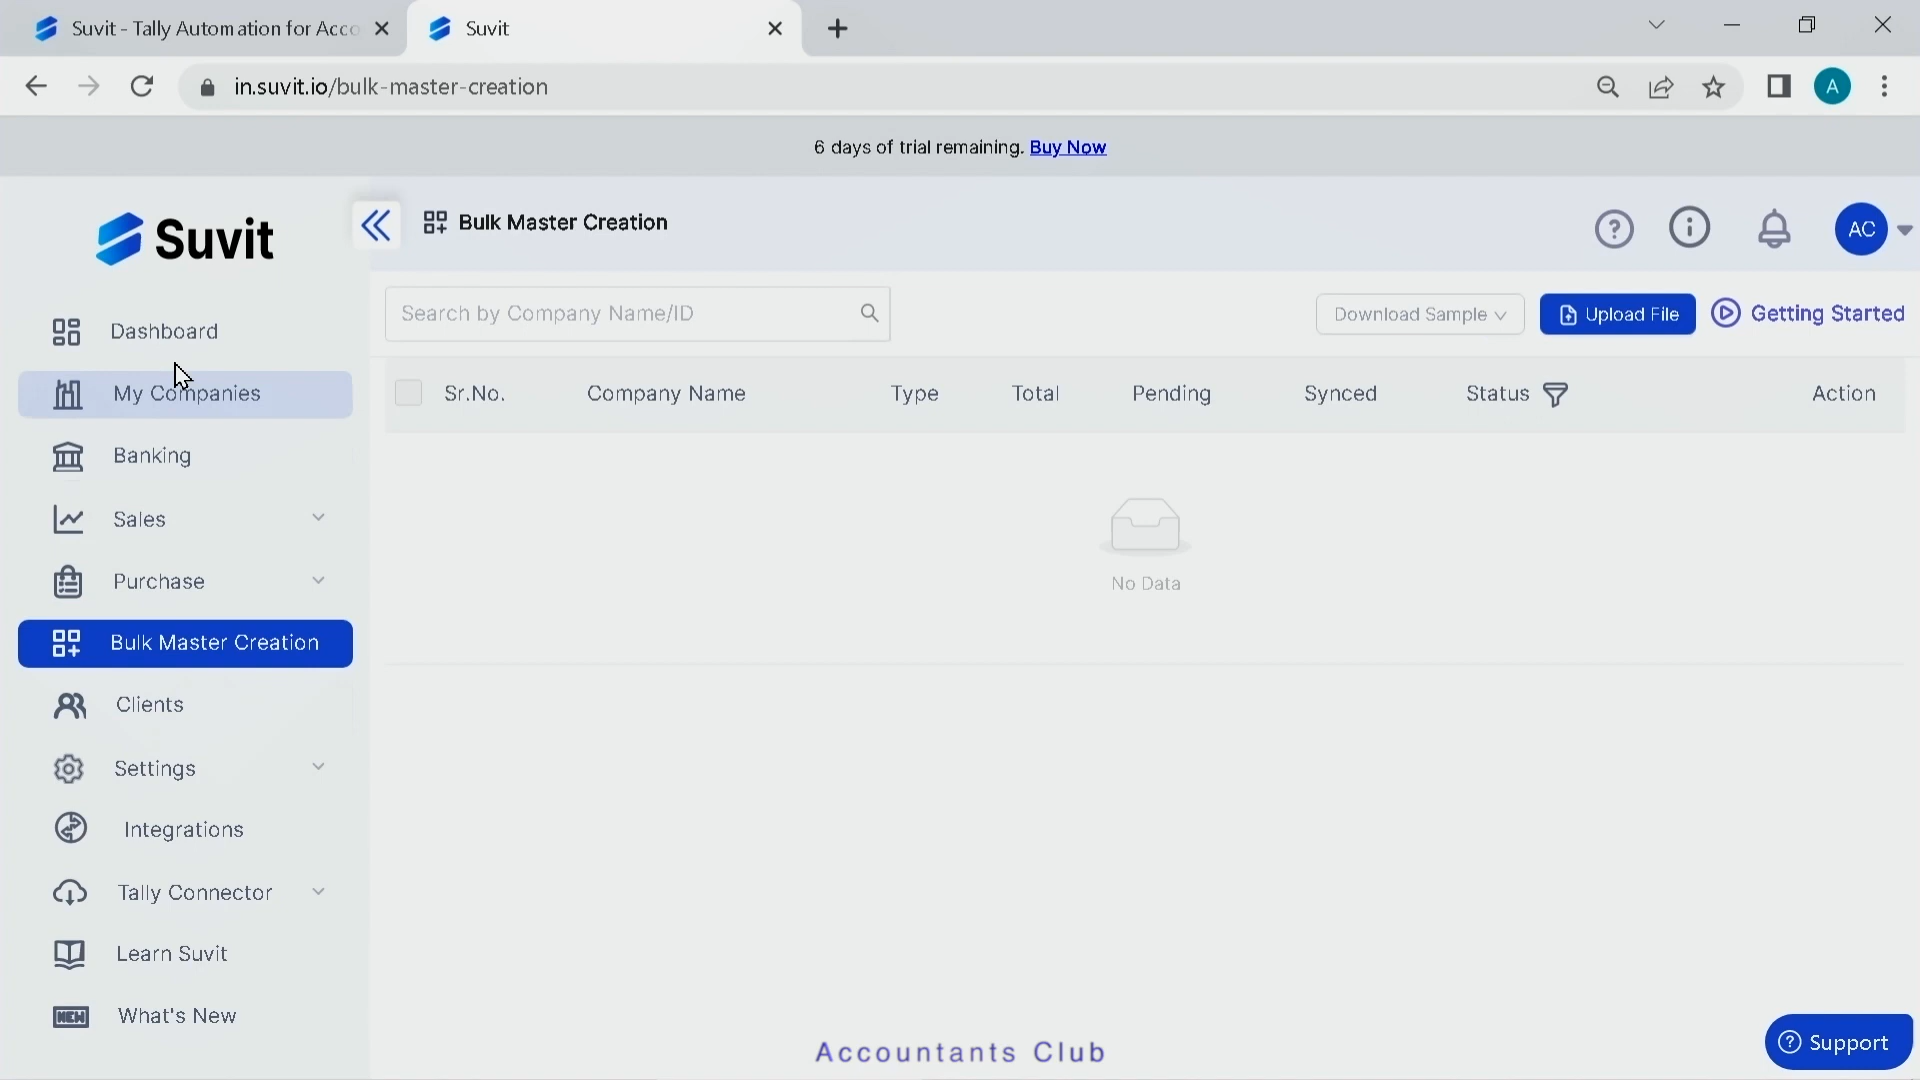 Suvit - Tally Automation for Acco
Suvit
in.suvit.io/bulk-master-creation
A
6 days of trial remaining. Buy Now
Suvit
Bulk Master Creation
AC
Search by Company Name/ID
Download Sample
Upload File
Getting Started
Sr.No. Company Name Type Total Pending Synced Status Action
No Data
Dashboard
My Companies
Banking
Sales
Purchase
Bulk Master Creation
Clients
Settings
Integrations
Tally Connector
Learn Suvit
NEW What's New
Accountants Club
Support